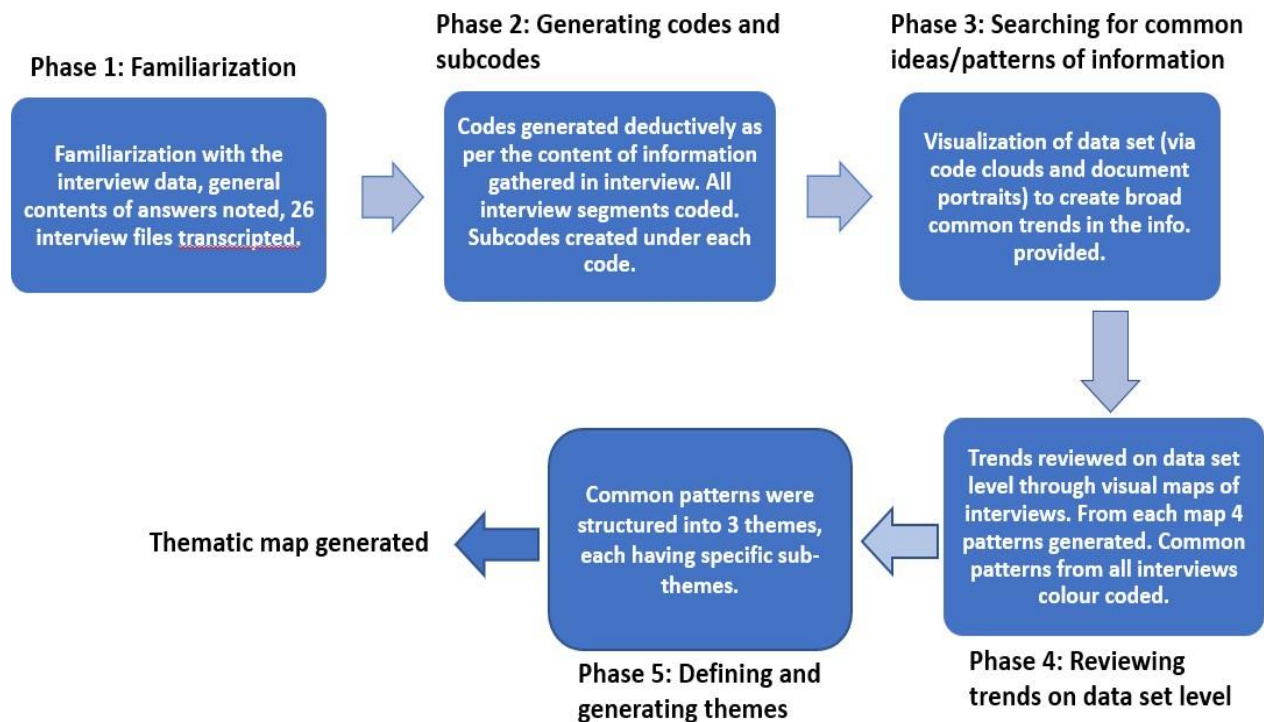 Phase 1: Familiarization
Familiarization with the
interview data, general
contents of answers noted, 26
interview files transcripted.
Phase 2: Generating codes and
subcodes
Codes generated deductively as
per the content of information
gathered in interview. All
interview segments coded.
Subcodes created under each
code.
Phase 3: Searching for common
ideas/patterns of information
Visualization of data set (via
code clouds and document
portraits) to create broad
common trends in the info.
provided.
Trends reviewed on data set
level through visual maps of
interviews. From each map 4
patterns generated. Common
patterns from all interviews
colour coded.
Phase 4: Reviewing
trends on data set level
Common patterns were
structured into 3 themes,
each having specific sub-
themes.
Phase 5: Defining and
generating themes
Thematic map generated